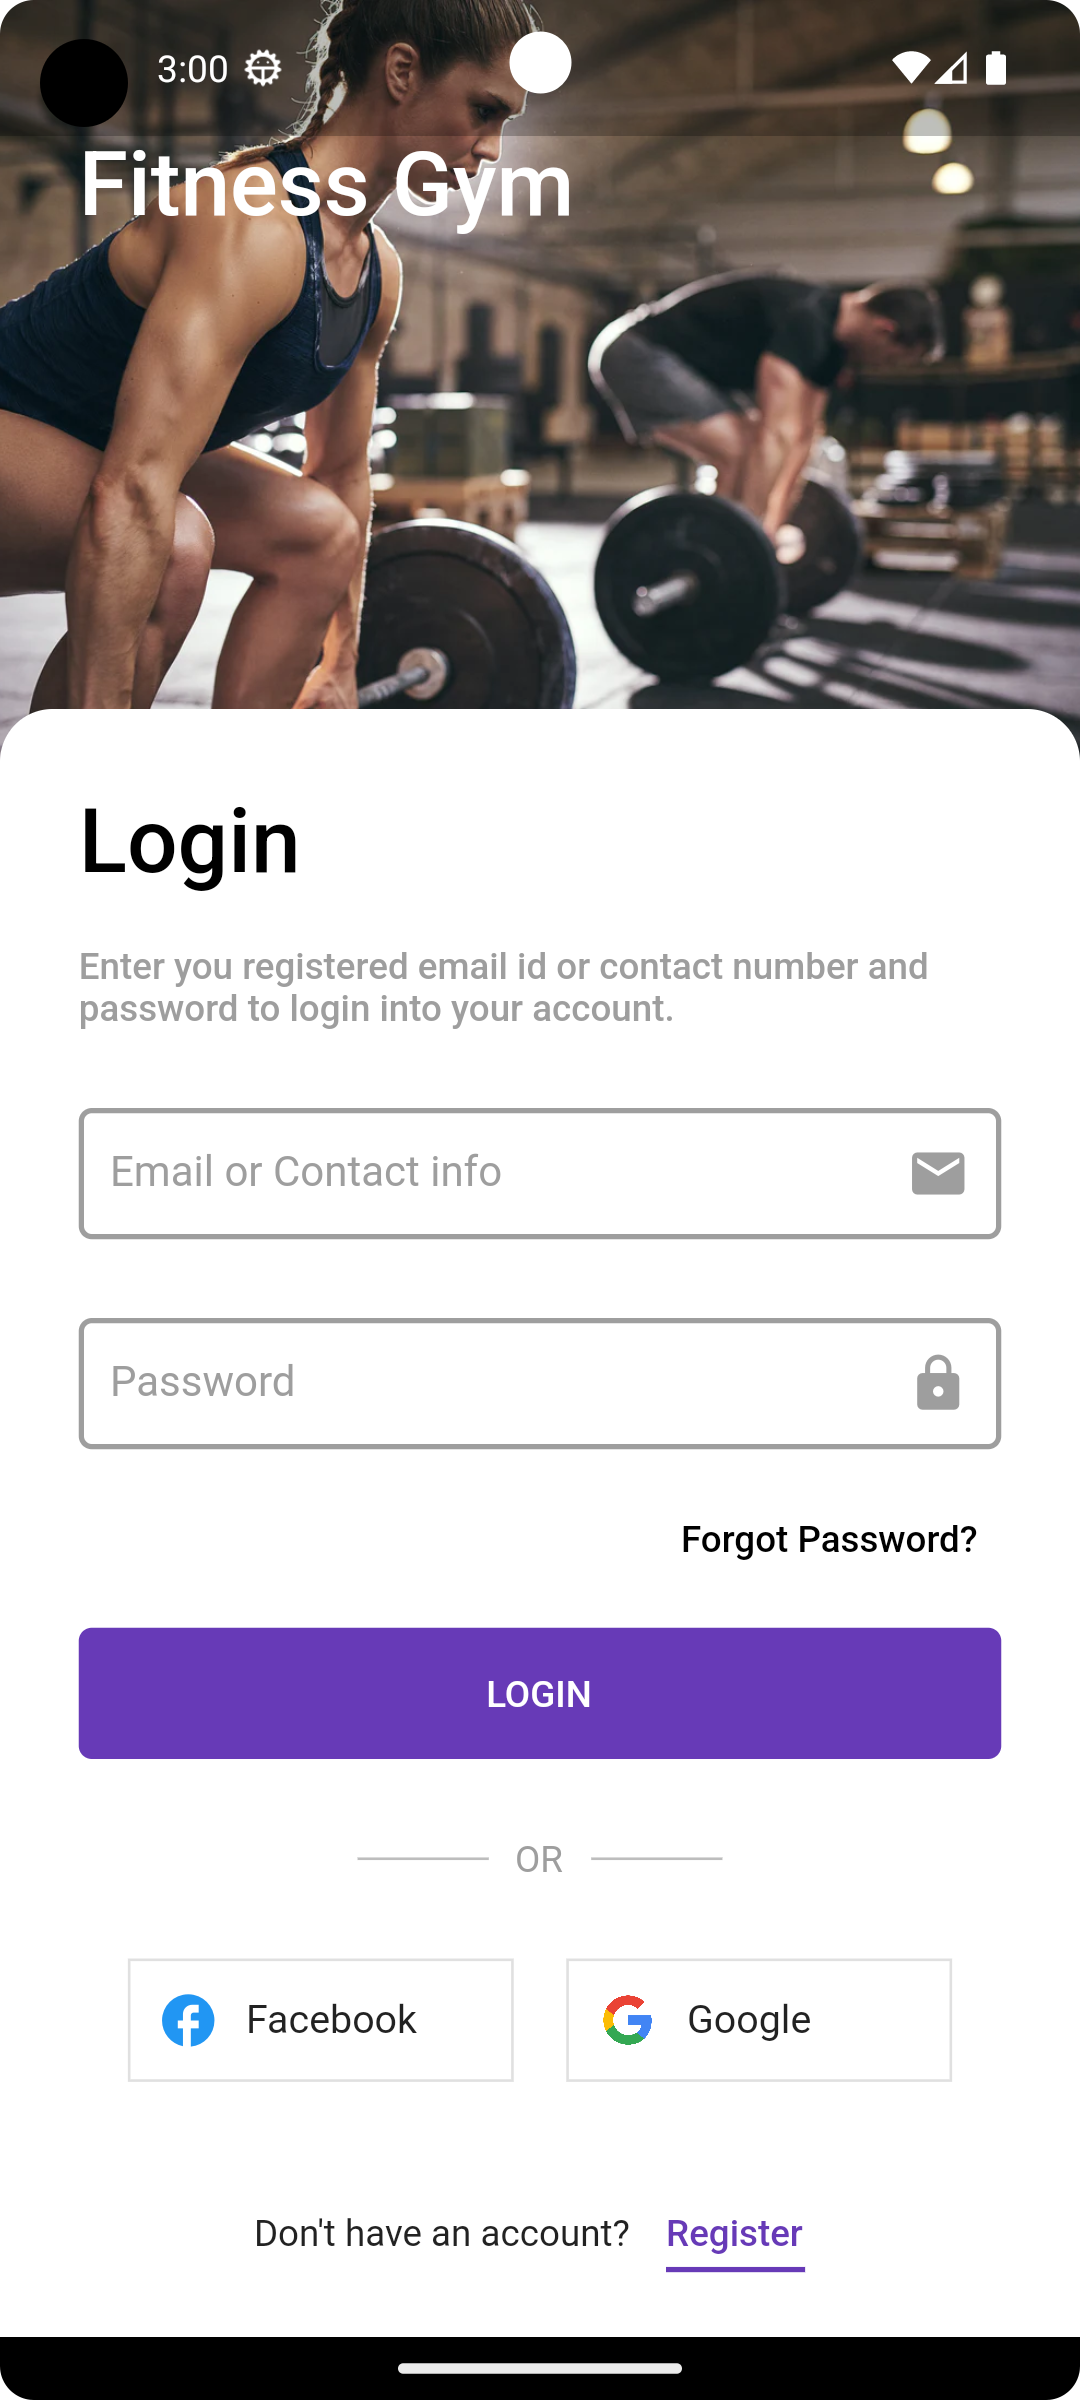 3:00
Fitness Gym
Login
Enter you registered email id or contact number and
password to login into your account.
Email or Contact info
Password
Forgot Password?
LOGIN
OR
Facebook
Google
Don't have an account? Register